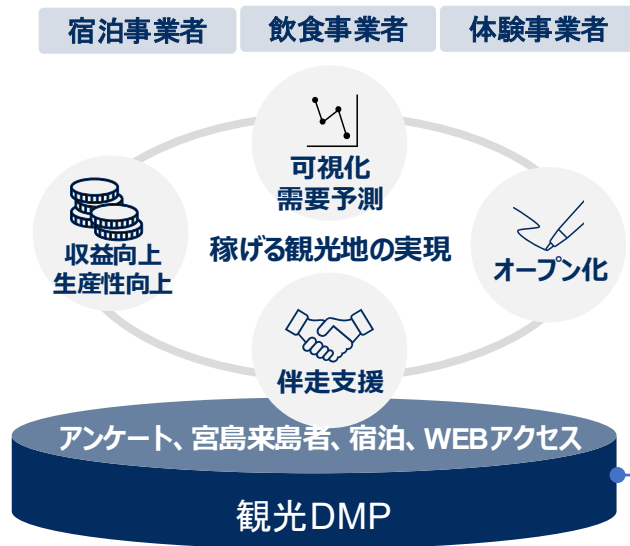 宿泊事業者
飲食事業者
体験事業者
可視化
需要予測
収益向上
生産性向上
稼げる観光地の実現
オープン化
伴走支援
アンケート、宮島来島者、宿泊、WEBアクセス
観光DMP